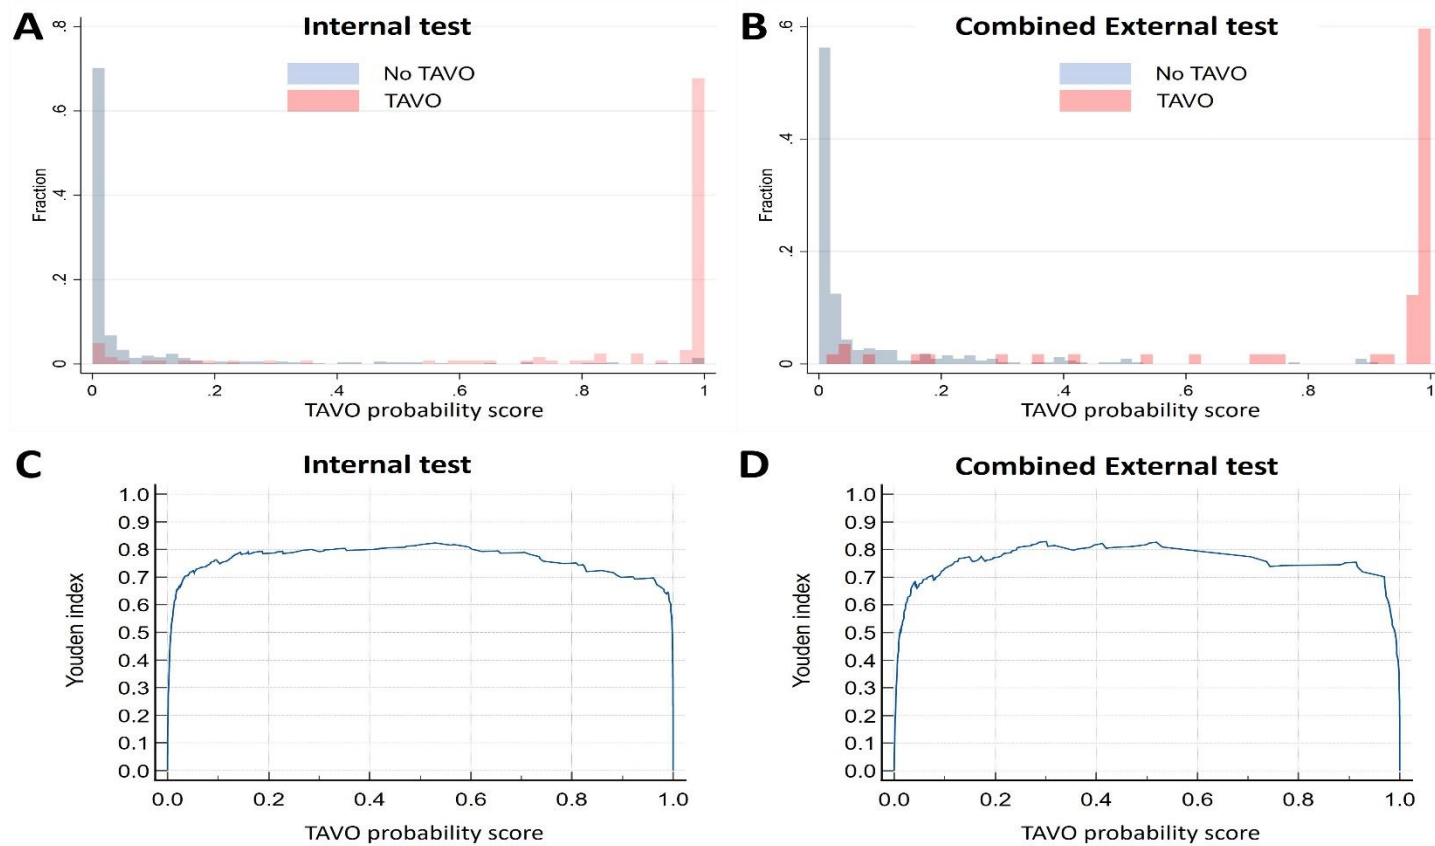 A
Internal test
No TAVO
TAVO
.8
.6
.4
.2
0
Fraction
0 .2 .4 .6 .8 1
TAVO probability score
B
Combined External test
No TAVO
TAVO
.6
.4
.2
0
Fraction
0 .2 .4 .6 .8 1
TAVO probability score
C
Internal test
1.0
0.9
0.8
0.7
0.6
0.5
0.4
0.3
0.2
0.1
0.0
Youden index
0.0 0.2 0.4 0.6 0.8 1.0
TAVO probability score
D
Combined External test
1.0
0.9
0.8
0.7
0.6
0.5
0.4
0.3
0.2
0.1
0.0
Youden index
0.0 0.2 0.4 0.6 0.8 1.0
TAVO probability score